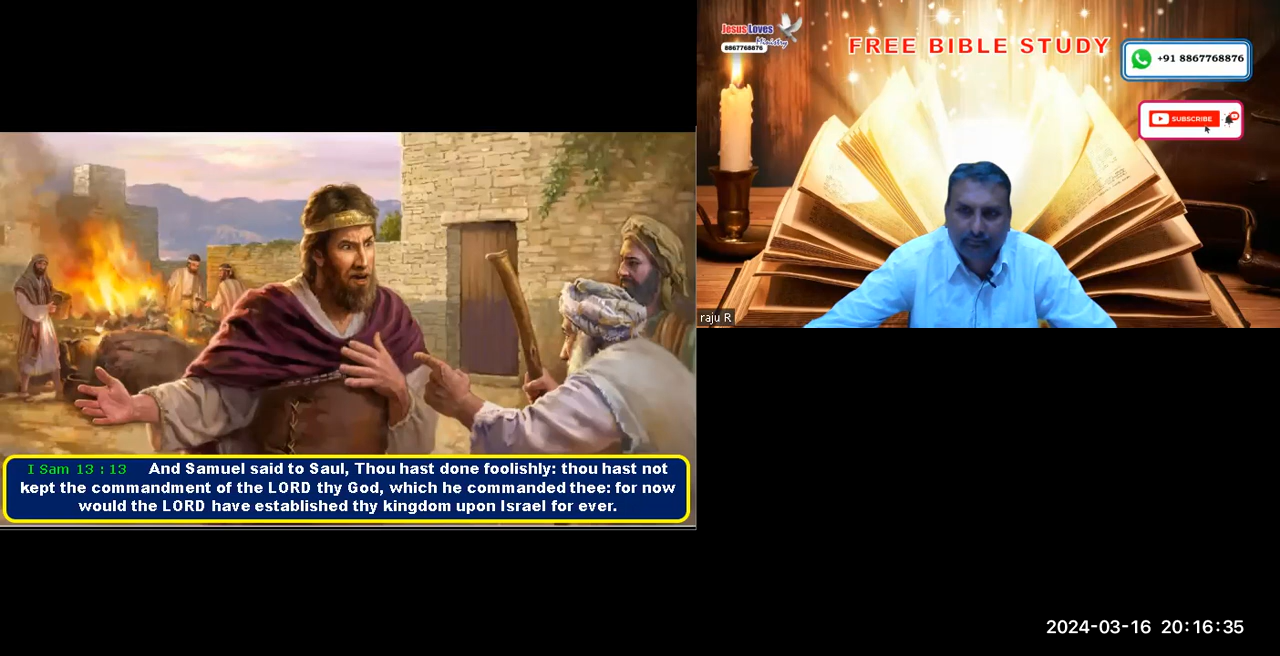 I Sam 13 : 13 And Samuel said to Saul, Thou hast done foolishly: thou hast not
kept the commandment of the LORD thy God, which he commanded thee: for now
would the LORD have established thy kingdom upon Israel for ever.
Jesus Loves
Ministry
8867768876
FREE BIBLE STUDY
+91 8867768876
SUBSCRIBE
raju R
2024-03-16 20:16:35